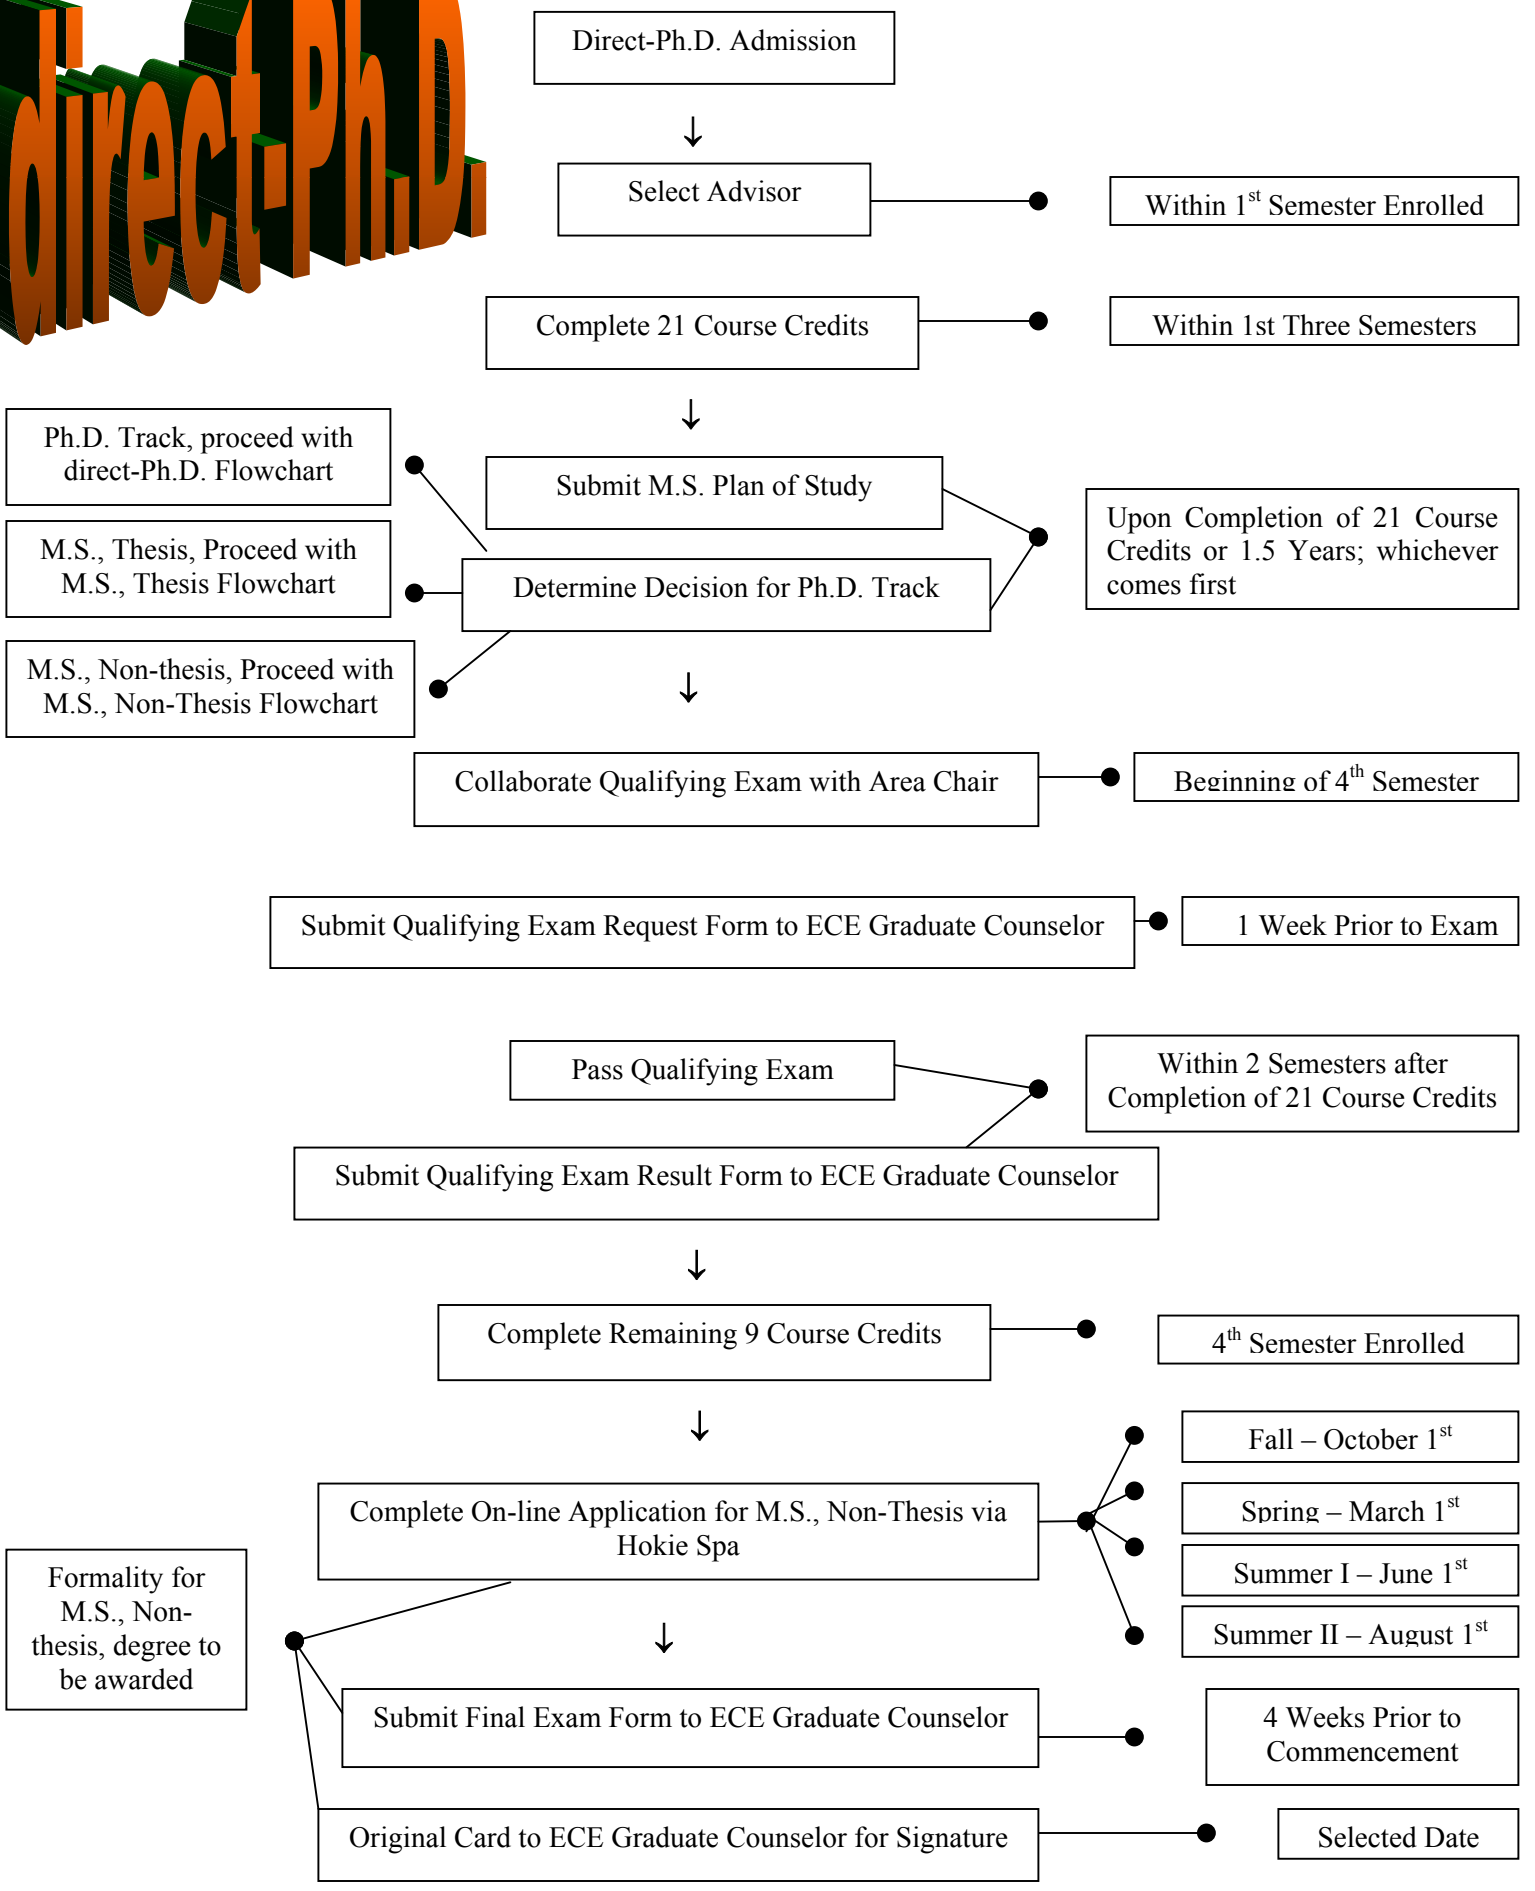 direct-Ph.D.
Direct-Ph.D. Admission
↓
Select Advisor
Within 1st Semester Enrolled
Complete 21 Course Credits
Within 1st Three Semesters
↓
Ph.D. Track, proceed with
direct-Ph.D. Flowchart
Submit M.S. Plan of Study
Upon Completion of 21 Course
Credits or 1.5 Years; whichever
comes first
M.S., Thesis, Proceed with
M.S., Thesis Flowchart
Determine Decision for Ph.D. Track
M.S., Non-thesis, Proceed with
M.S., Non-Thesis Flowchart
↓
Collaborate Qualifying Exam with Area Chair
Beginning of 4th Semester
Submit Qualifying Exam Request Form to ECE Graduate Counselor
1 Week Prior to Exam
Pass Qualifying Exam
Within 2 Semesters after
Completion of 21 Course Credits
Submit Qualifying Exam Result Form to ECE Graduate Counselor
↓
Complete Remaining 9 Course Credits
4th Semester Enrolled
↓
Fall – October 1st
Complete On-line Application for M.S., Non-Thesis via
Hokie Spa
Spring – March 1st
Summer I – June 1st
Summer II – August 1st
Formality for
M.S., Non-
thesis, degree to
be awarded
↓
Submit Final Exam Form to ECE Graduate Counselor
4 Weeks Prior to
Commencement
Original Card to ECE Graduate Counselor for Signature
Selected Date